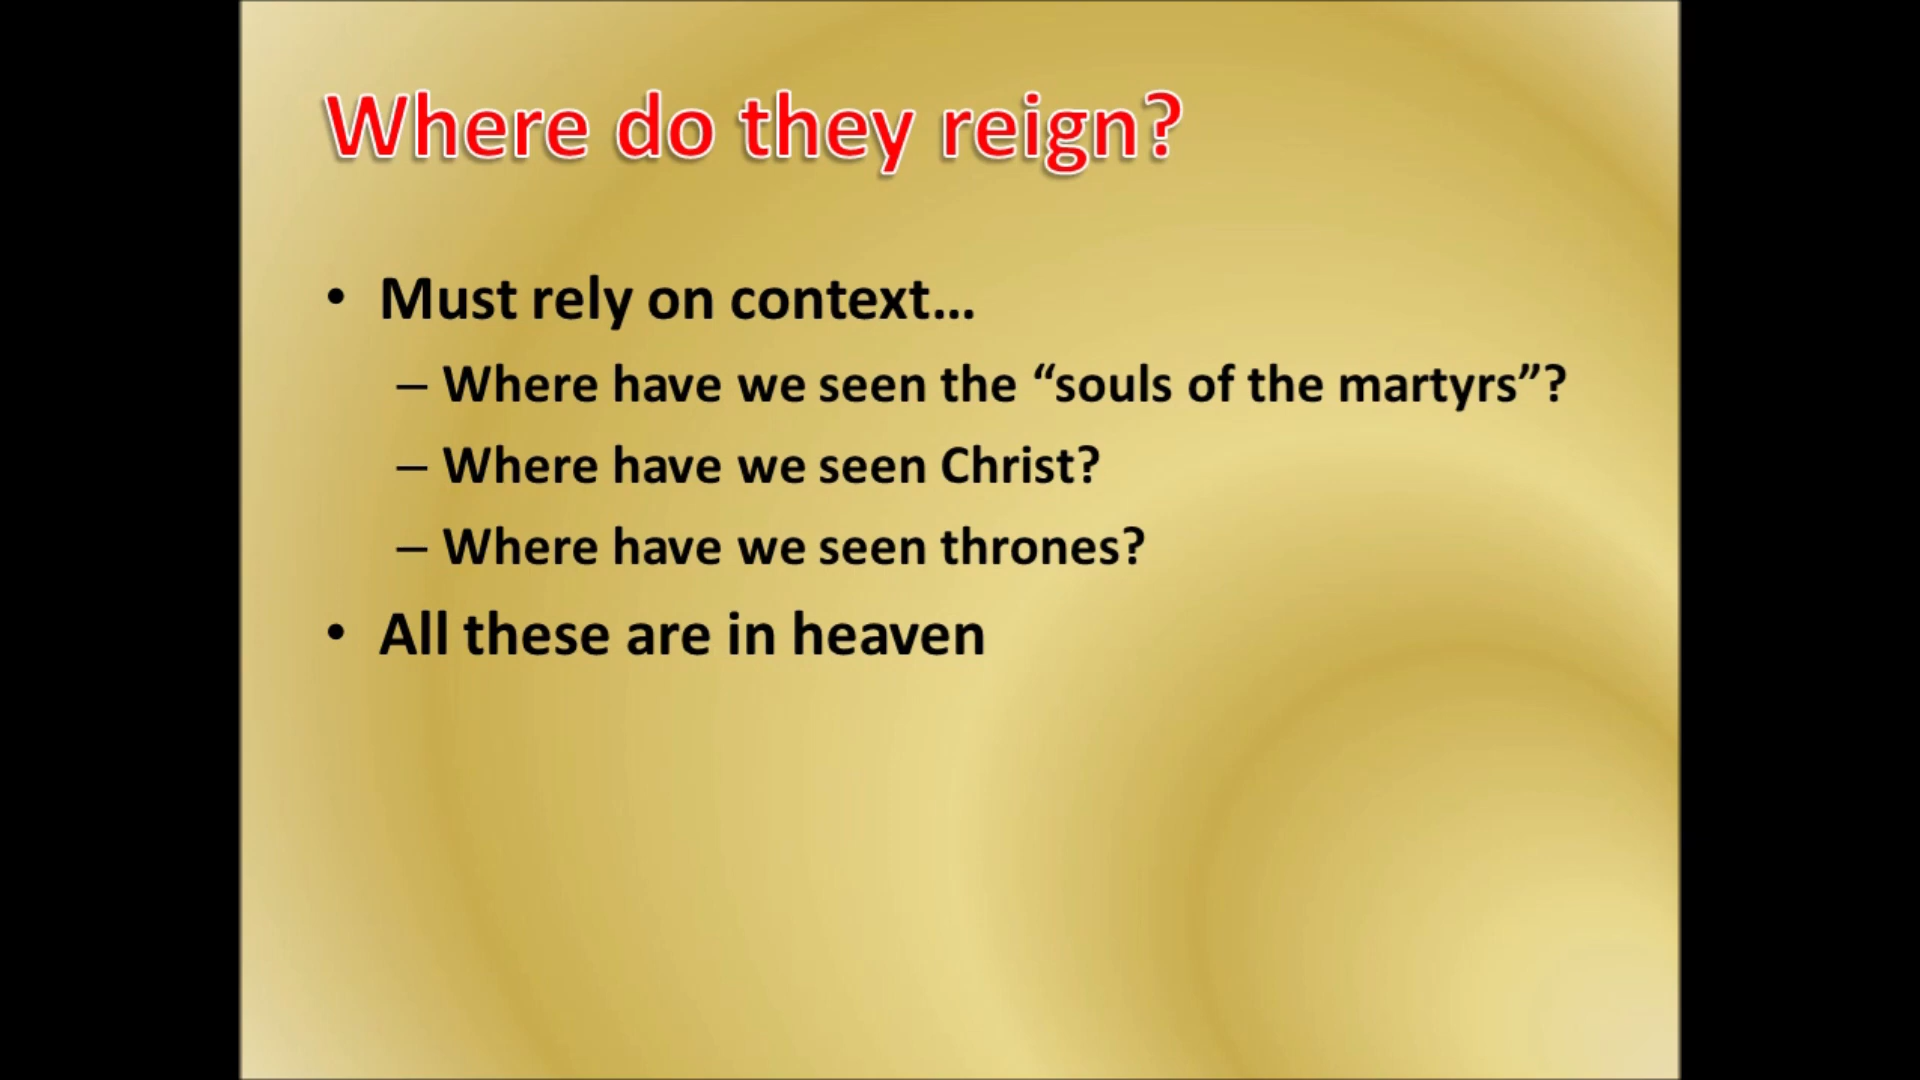 Where do they reign?
• Must rely on context…
– Where have we seen the “souls of the martyrs”?
– Where have we seen Christ?
– Where have we seen thrones?
• All these are in heaven